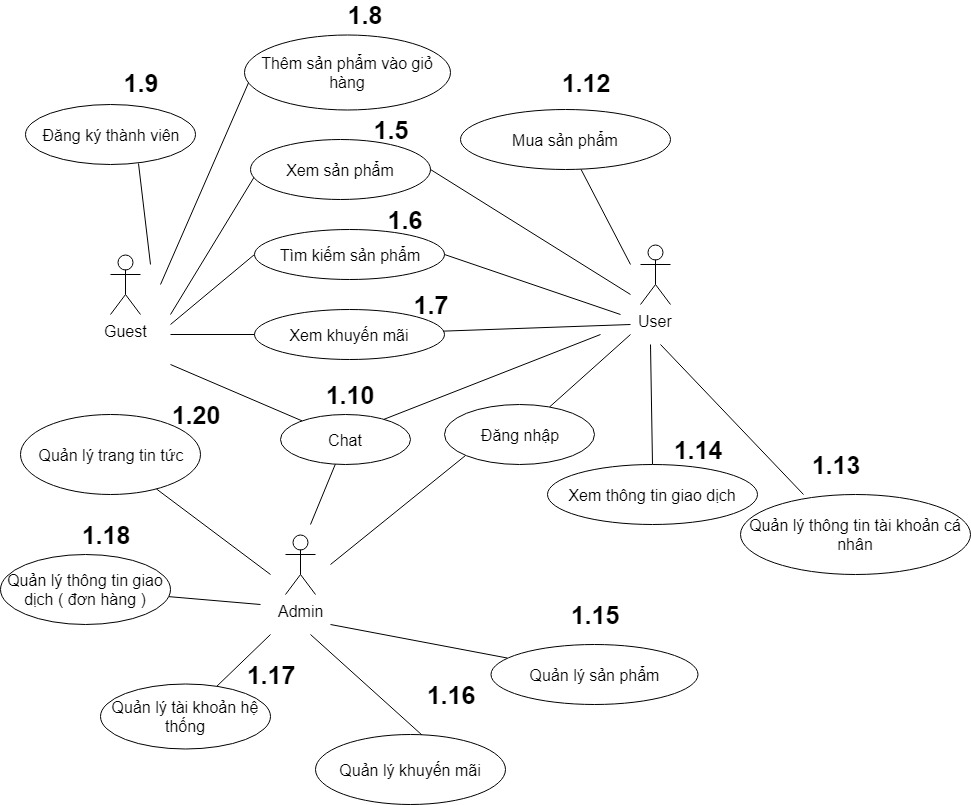 1.8
Thêm sản phẩm vào giỏ
hàng
1.9
Đăng ký thành viên
1.12
Mua sản phẩm
1.5
Xem sản phẩm
1.6
Tìm kiếm sản phẩm
Guest
User
1.7
Xem khuyến mãi
1.10
Chat
1.20
Quản lý trang tin tức
Đăng nhập
1.14
Xem thông tin giao dịch
1.13
Quản lý thông tin tài khoản cá
nhân
1.18
Quản lý thông tin giao
dịch ( đơn hàng )
Admin
1.15
Quản lý sản phẩm
1.17
Quản lý tài khoản hệ
thống
1.16
Quản lý khuyến mãi